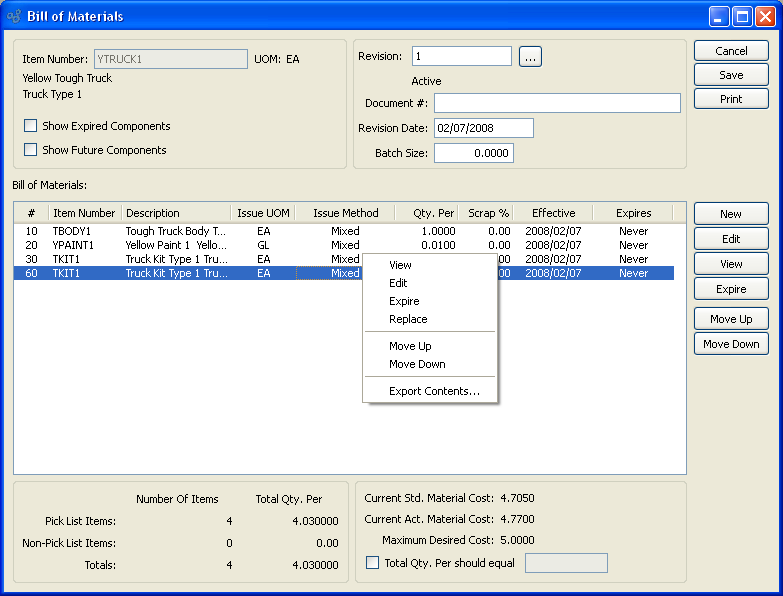 Bill of Materials
Item Number: YTRUCK1 UOM: EA
Yellow Tough Truck
Truck Type 1
Show Expired Components
Show Future Components
Revision: 1 ...
Active
Document #:
Revision Date: 02/07/2008
Batch Size: 0.0000
Cancel
Save
Print
Bill of Materials:
# Item Number Description Issue UOM Issue Method Qty. Per Scrap % Effective Expires
10 TBODY1 Tough Truck Body T... EA Mixed 1.0000 0.00 2008/02/07 Never
20 YPAINT1 Yellow Paint 1 Yello... GL Mixed 0.0100 0.00 2008/02/07 Never
30 TKIT1 Truck Kit Type 1 Tru... EA Mixed 00 2008/02/07 Never
60 TKIT1 Truck Kit Type 1 Tru... EA Mixed 00 2008/02/07 Never
View
Edit
Expire
Replace
Move Up
Move Down
Export Contents...
New
Edit
View
Expire
Move Up
Move Down
Number Of Items Total Qty. Per
Pick List Items: 4 4.030000
Non-Pick List Items: 0 0.00
Totals: 4 4.030000
Current Std. Material Cost: 4.7050
Current Act. Material Cost: 4.7700
Maximum Desired Cost: 5.0000
Total Qty. Per should equal